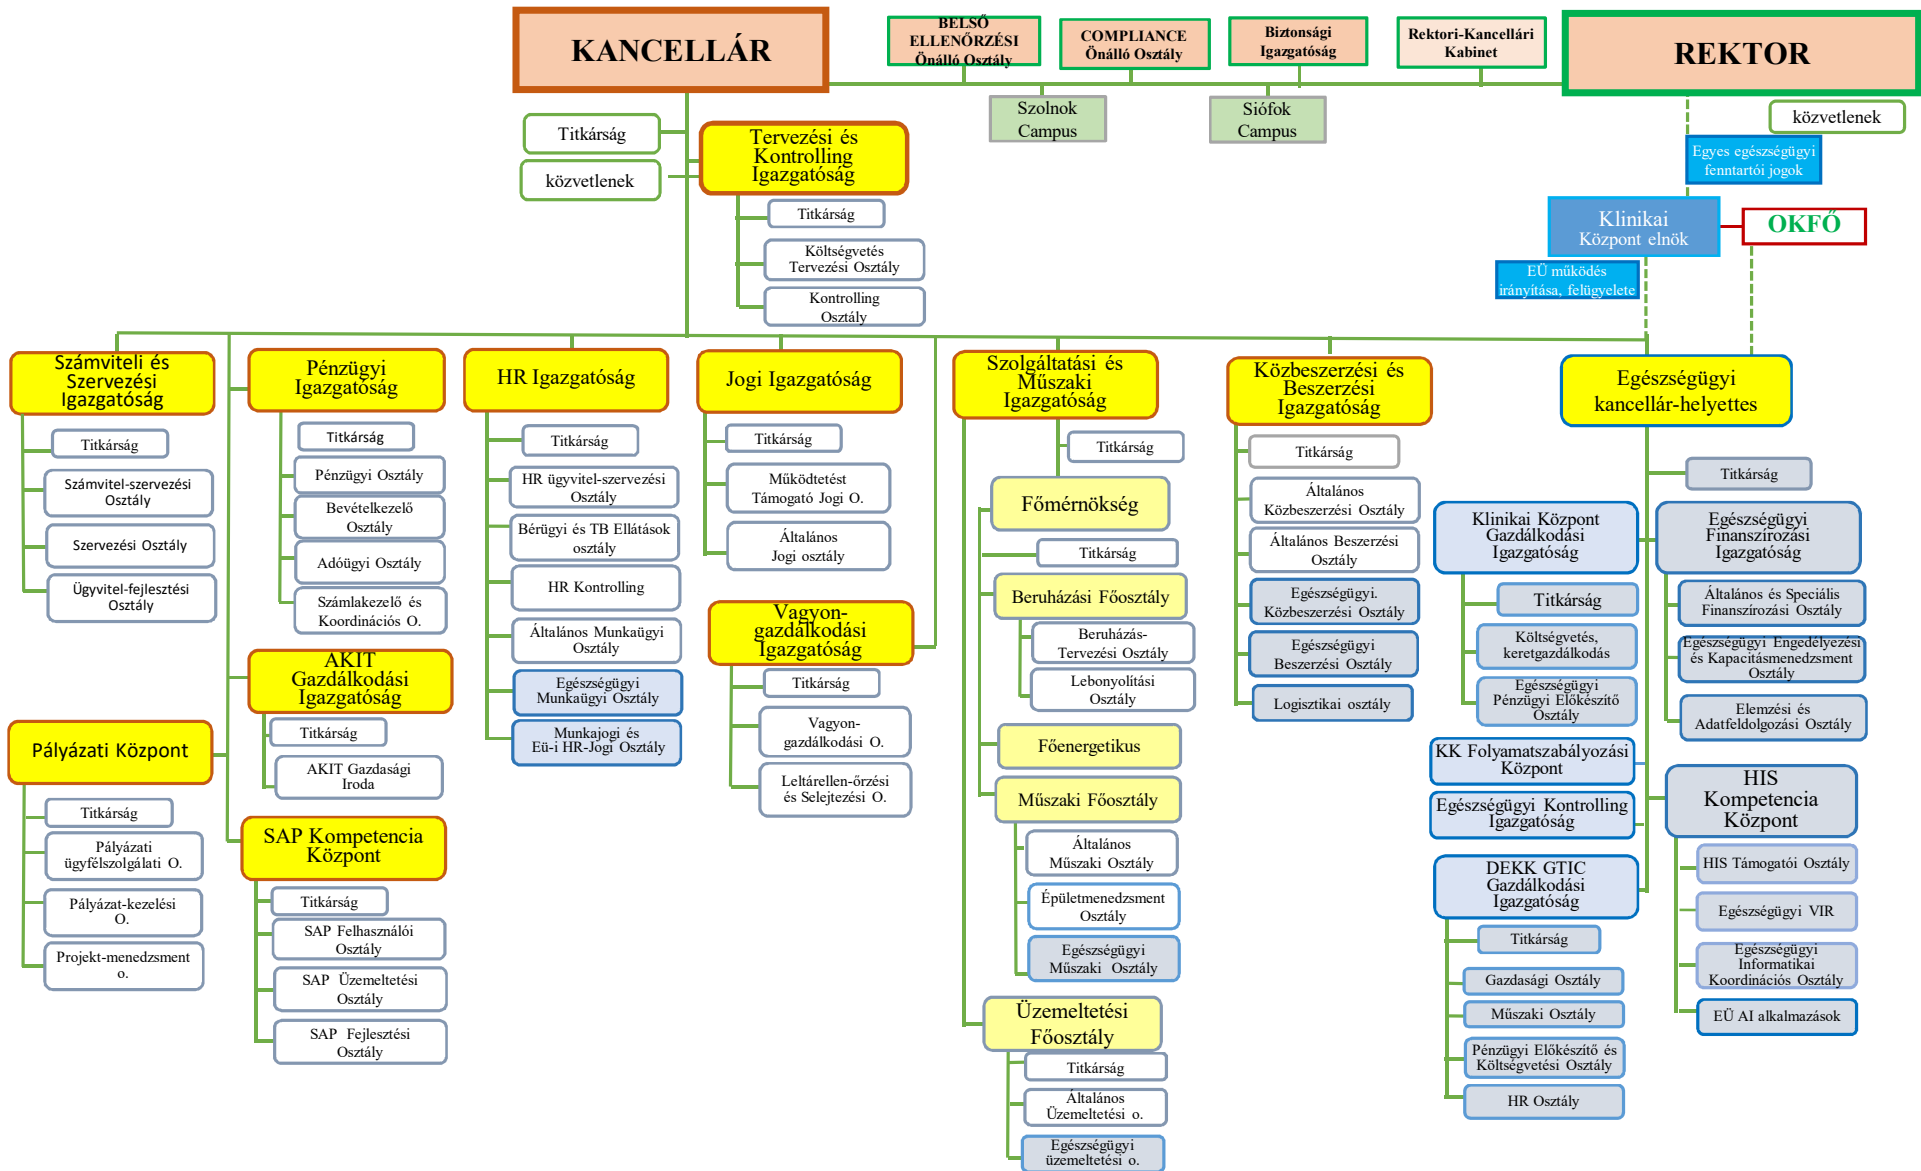 KANCELLÁR
BELSŐ
ELLENŐRZÉSI
Önálló Osztály
COMPLIANCE
Önálló Osztály
Biztonsági
Igazgatóság
Rektori-Kancellári
Kabinet
REKTOR
Szolnok
Campus
Siófok
Campus
közvetlenek
Titkárság
közvetlenek
Tervezési és
Kontrolling
Igazgatóság
Titkárság
Költségvetés
Tervezési Osztály
Kontrolling
Osztály
Egyes egészségügyi
fenntartói jogok
Klinikai
Központ elnök
OKFŐ
EÜ működés
irányítása, felügyelete
Számviteli és
Szervezési
Igazgatóság
Titkárság
Számvitel-szervezési
Osztály
Szervezési Osztály
Ügyvitel-fejlesztési
Osztály
Pályázati Központ
Titkárság
Pályázati
ügyfélszolgálati O.
Pályázat-kezelési
O.
Projekt-menedzsment
o.
Pénzügyi
Igazgatóság
Titkárság
Pénzügyi Osztály
Bevételkezelő
Osztály
Adóügyi Osztály
Számlakezelő és
Koordinációs O.
AKIT
Gazdálkodási
Igazgatóság
Titkárság
AKIT Gazdasági
Iroda
SAP Kompetencia
Központ
Titkárság
SAP Felhasználói
Osztály
SAP Üzemeltetési
Osztály
SAP Fejlesztési
Osztály
HR Igazgatóság
Titkárság
HR ügyvitel-szervezési
Osztály
Bérügyi és TB Ellátások
osztály
HR Kontrolling
Általános Munkaügyi
Osztály
Egészségügyi
Munkaügyi Osztály
Munkajogi és
Eü-i HR-Jogi Osztály
Jogi Igazgatóság
Titkárság
Működtetést
Támogató Jogi O.
Általános
Jogi osztály
Vagyon-
gazdálkodási
Igazgatóság
Titkárság
Vagyon-
gazdálkodási O.
Leltárellen-őrzési
és Selejtezési O.
Szolgáltatási és
Műszaki
Igazgatóság
Titkárság
Főmérnökség
Titkárság
Beruházási Főosztály
Beruházás-
Tervezési Osztály
Lebonyolítási
Osztály
Főenergetikus
Műszaki Főosztály
Általános
Műszaki Osztály
Épületmenedzsment
Osztály
Egészségügyi
Műszaki Osztály
Üzemeltetési
Főosztály
Titkárság
Általános
Üzemeltetési o.
Egészségügyi
üzemeltetési o.
Közbeszerzési és
Beszerzési
Igazgatóság
Titkárság
Általános
Közbeszerzési Osztály
Általános Beszerzési
Osztály
Egészségügyi.
Közbeszerzési Osztály
Egészségügyi
Beszerzési Osztály
Logisztikai osztály
Egészségügyi
kancellár-helyettes
Titkárság
Klinikai Központ
Gazdálkodási
Igazgatóság
Titkárság
Költségvetés,
keretgazdálkodás
Egészségügyi
Pénzügyi Előkészítő
Osztály
KK Folyamatszabályozási
Központ
Egészségügyi Kontrolling
Igazgatóság
DEKK GTIC
Gazdálkodási
Igazgatóság
Titkárság
Gazdasági Osztály
Műszaki Osztály
Pénzügyi Előkészítő és
Költségvetési Osztály
HR Osztály
Egészségügyi
Finanszírozási
Igazgatóság
Általános és Speciális
Finanszírozási Osztály
Egészségügyi Engedélyezési
és Kapacitásmenedzsment
Osztály
Elemzési és
Adatfeldolgozási Osztály
HIS
Kompetencia
Központ
HIS Támogatói Osztály
Egészségügyi VIR
Egészségügyi
Informatikai
Koordinációs Osztály
EÜ AI alkalmazások